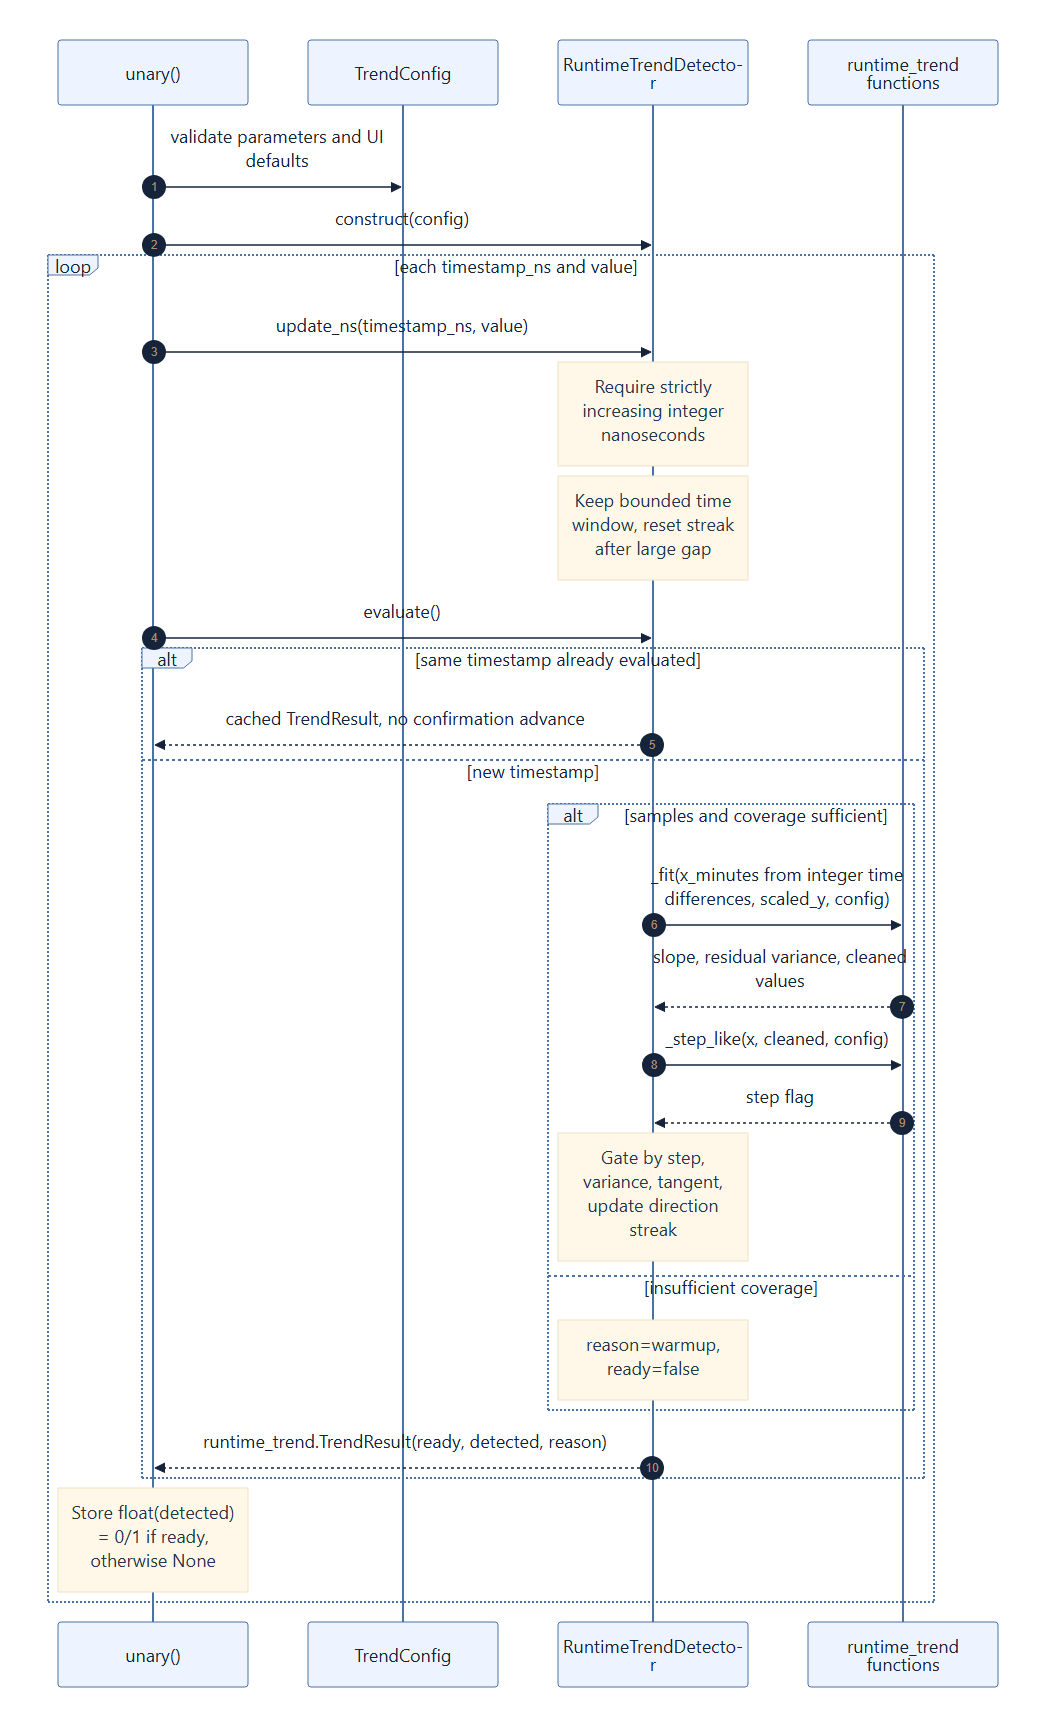 unary()
TrendConfig
RuntimeTrendDetecto-
r
runtime_trend
functions
validate parameters and UI
defaults
1
construct(config)
2
loop
[each timestamp_ns and value]
update_ns(timestamp_ns, value)
3
Require strictly
increasing integer
nanoseconds
Keep bounded time
window, reset streak
after large gap
evaluate()
4
alt
[same timestamp already evaluated]
cached TrendResult, no confirmation advance
5
[new timestamp]
alt
[samples and coverage sufficient]
_fit(x_minutes from integer time
differences, scaled_y, config)
6
slope, residual variance, cleaned
values
7
_step_like(x, cleaned, config)
8
step flag
9
Gate by step,
variance, tangent,
update direction
streak
[insufficient coverage]
reason=warmup,
ready=false
runtime_trend.TrendResult(ready, detected, reason)
10
Store float(detected)
= 0/1 if ready,
otherwise None
unary()
TrendConfig
RuntimeTrendDetecto-
r
runtime_trend
functions